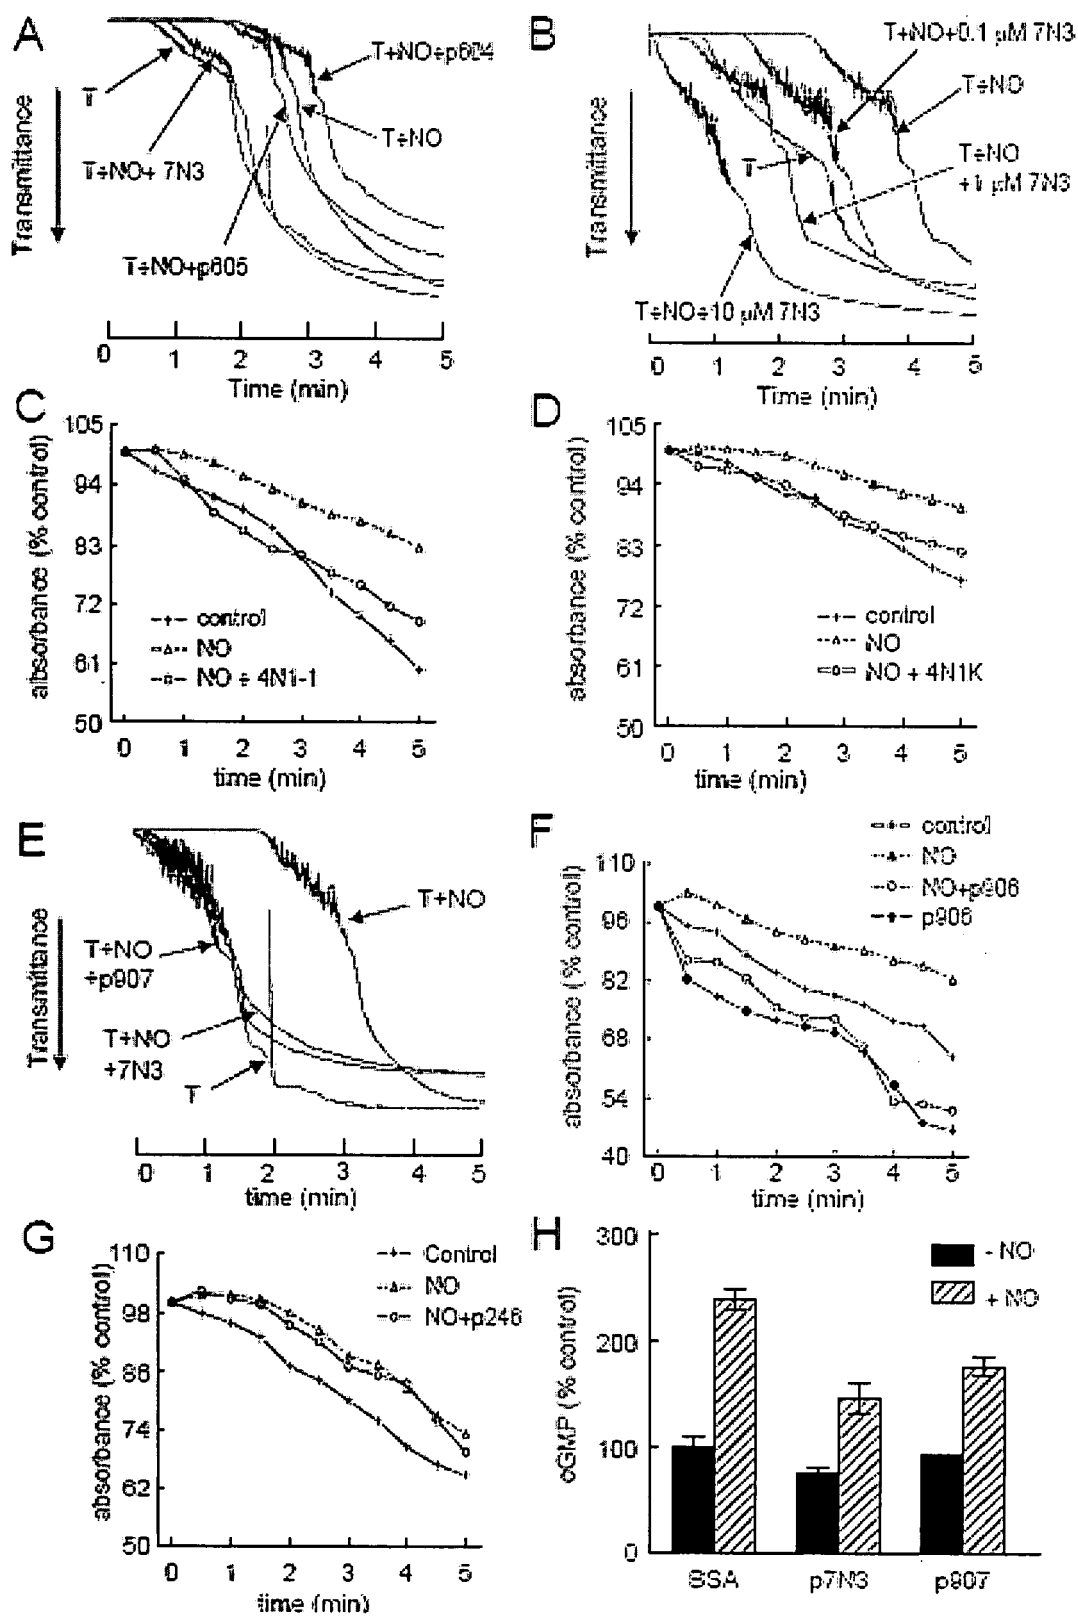 A
T
T+NO+ 7N3
T+NO+p604
T+NO
T+NO+p605
Transmittance
0 1 2 3 4 5
Time (min)
B
T+NO+0.1 µM 7N3
T+NO
T
T+NO
+1 µM 7N3
T+NO+10 µM 7N3
Transmittance
0 1 2 3 4 5
Time (min)
C
absorbance (% control)
105
94
83
72
61
50
control
NO
NO + 4N1-1
0 1 2 3 4 5
time (min)
D
absorbance (% control)
105
94
83
72
61
50
control
NO
NO + 4N1K
0 1 2 3 4 5
time (min)
E
Transmittance
T+NO
+p907
T+NO
T+NO
+7N3
T
0 1 2 3 4 5
time (min)
F
absorbance (% control)
110
96
82
68
54
40
control
NO
NO+p906
p906
0 1 2 3 4 5
time (min)
G
absorbance (% control)
110
98
86
74
62
50
Control
NO
NO+p246
0 1 2 3 4 5
time (min)
H
cGMP (% control)
300
200
100
0
- NO
+ NO
BSA p7N3 p907